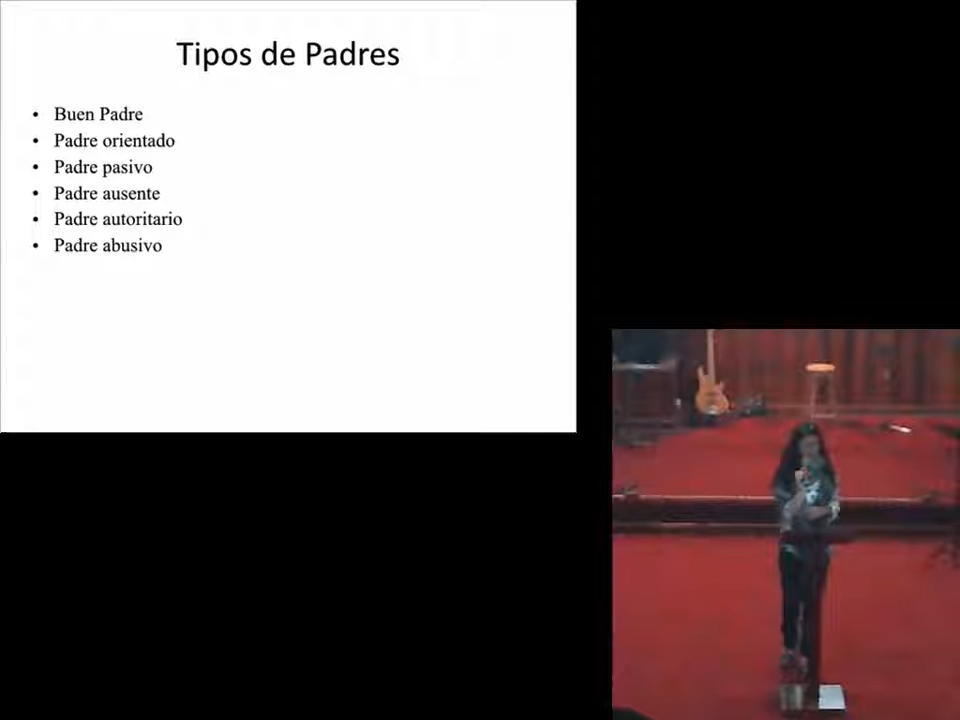 Tipos de Padres
• Buen Padre
• Padre orientado
• Padre pasivo
• Padre ausente
• Padre autoritario
• Padre abusivo